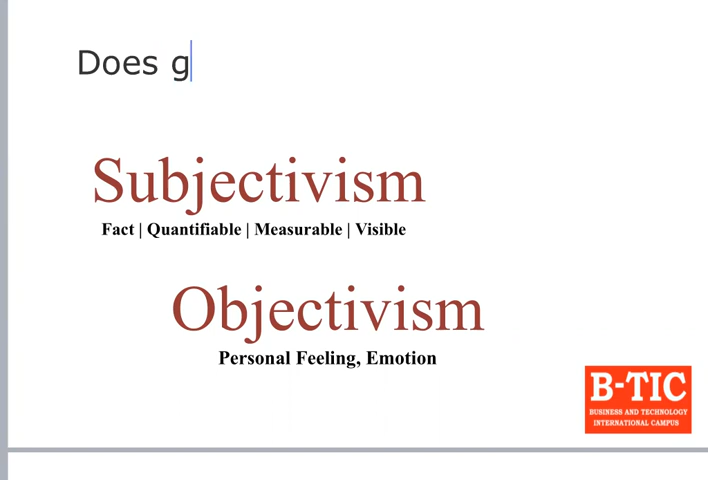 Does g
Subjectivism
Fact | Quantifiable | Measurable | Visible
Objectivism
Personal Feeling, Emotion
B-TIC
BUSINESS AND TECHNOLOGY
INTERNATIONAL CAMPUS